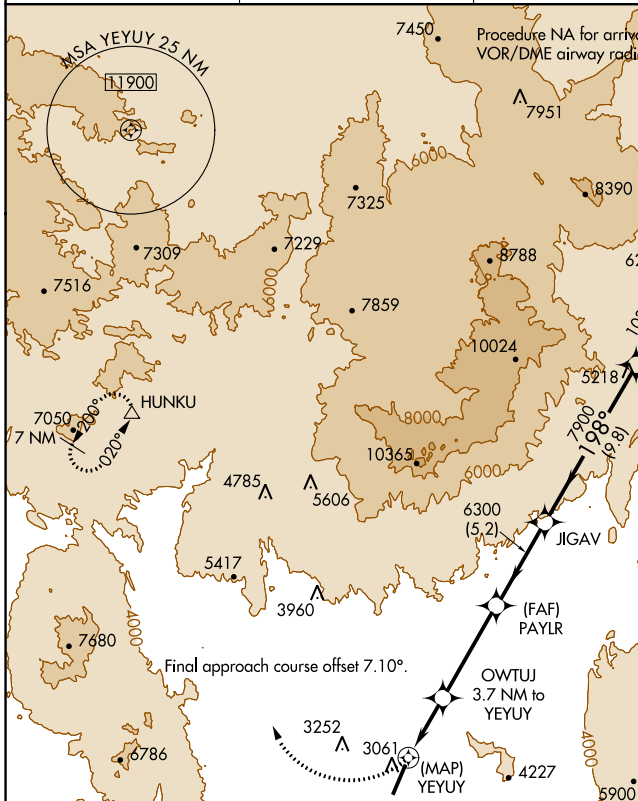 7450
Procedure NA for arriva
VOR/DME airway radi
MSA YEYUY 25 NM
11900
7951
6000
8390
7325
7309
7229
8788
6000
7516
7859
10024
5218
HUNKU
7050
200°
7 NM
020°
8000
7900
198°
(9.8)
10365
6000
4785
5606
6300
(5.2)
JIGAV
5417
3960
4000
(FAF)
PAYLR
7680
Final approach course offset 7.10°.
OWTUJ
3.7 NM to
YEYUY
3252
3061
(MAP)
YEYUY
6786
4227
4000
5900